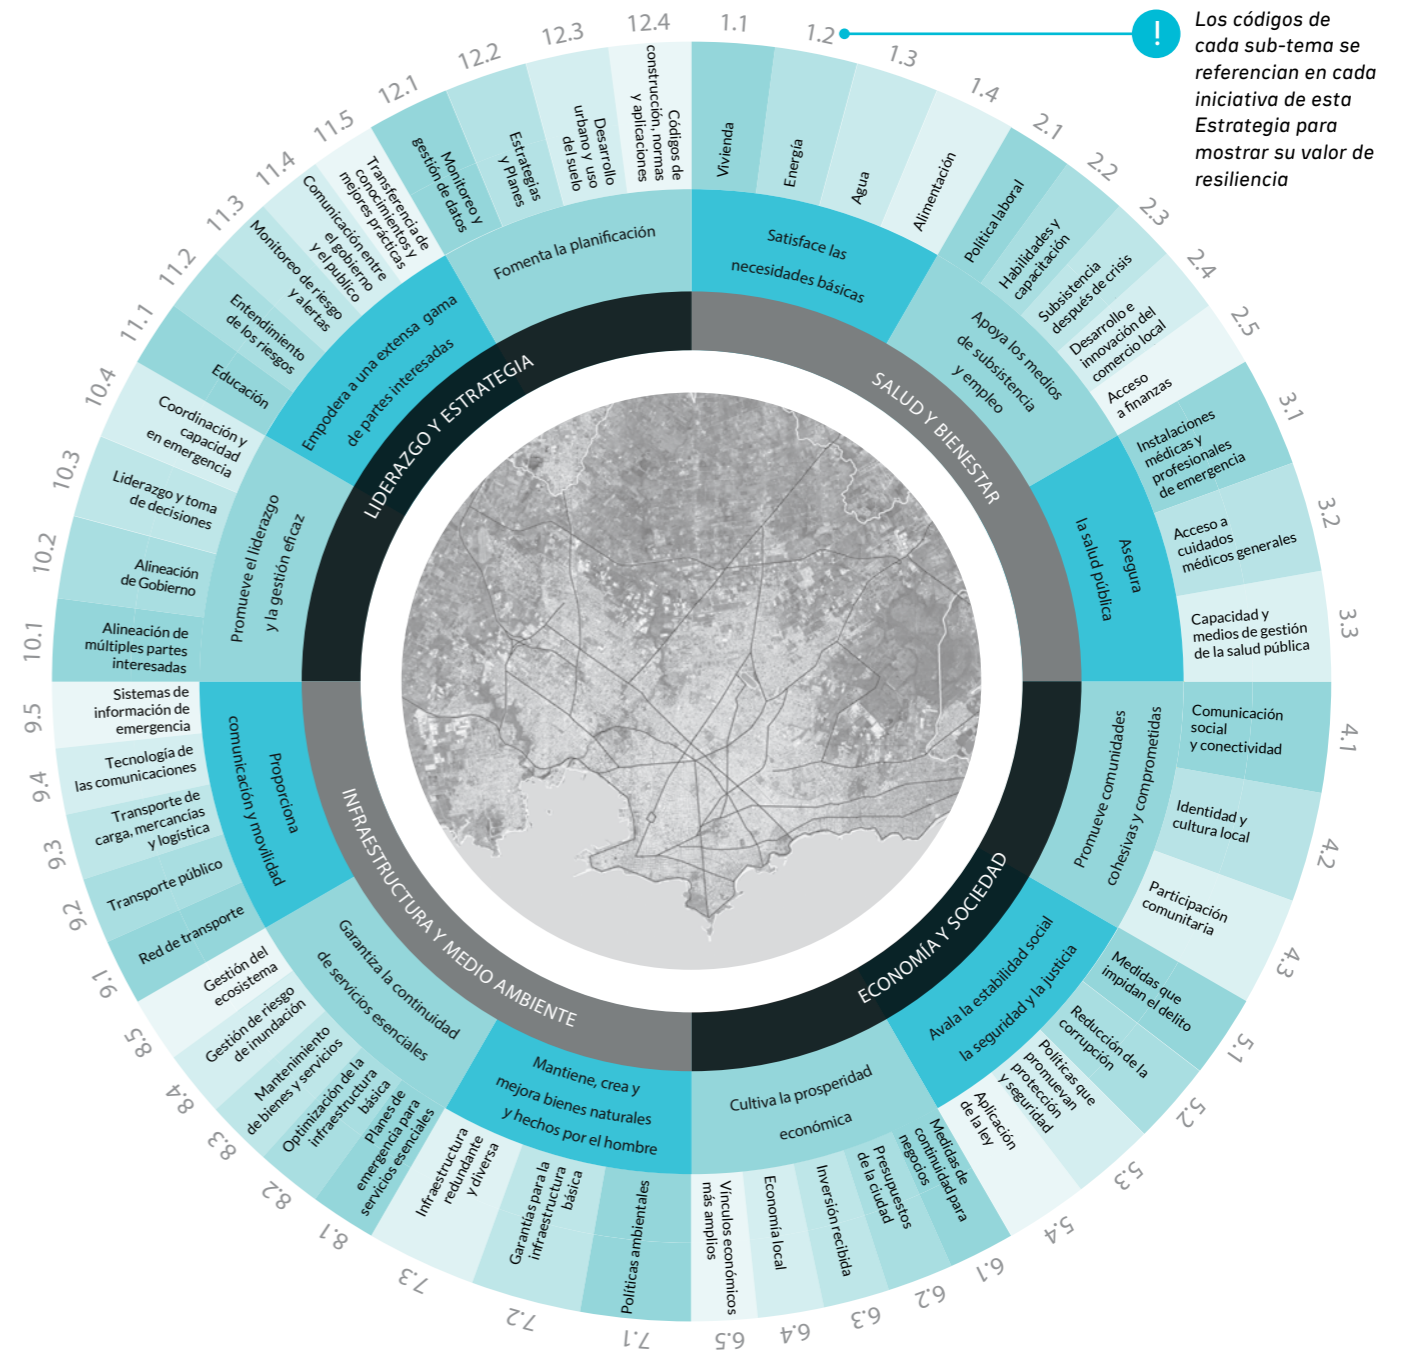 Los códigos de
cada sub-tema se
referencian en cada
iniciativa de esta
Estrategia para
mostrar su valor de
resiliencia
!
SALUD Y BIENESTAR
Satisface las
necesidades básicas
1.1
Vivienda
1.2
Energía
1.3
Agua
1.4
Alimentación
Apoya los medios
de subsistencia
y empleo
2.1
Política laboral
2.2
Habilidades y
capacitación
2.3
Subsistencia
después de crisis
2.4
Desarrollo e
innovación del
comercio local
2.5
Acceso
a finanzas
Asegura
la salud pública
3.1
Instalaciones
médicas y
profesionales
de emergencia
3.2
Acceso a
cuidados
médicos generales
3.3
Capacidad y
medios de gestión
de la salud pública
ECONOMÍA Y SOCIEDAD
Promueve comunidades
cohesivas y comprometidas
4.1
Comunicación
social
y conectividad
4.2
Identidad y
cultura local
4.3
Participación
comunitaria
Avala la estabilidad social
la seguridad y la justicia
5.1
Medidas que
impidan el delito
5.2
Reducción de la
corrupción
5.3
Políticas que
promuevan
protección
y seguridad
5.4
Aplicación
de la ley
Cultiva la prosperidad
económica
6.1
Medidas de
continuidad para
negocios
6.2
Presupuestos
de la ciudad
6.3
Inversión recibida
6.4
Economía local
6.5
Vínculos económicos
más amplios
INFRAESTRUCTURA Y MEDIO AMBIENTE
Mantiene, crea y
mejora bienes naturales
y hechos por el hombre
7.1
Políticas ambientales
7.2
Garantías para la
infraestructura
básica
7.3
Infraestructura
redundante
y diversa
Garantiza la continuidad
de servicios esenciales
8.1
Planes de
emergencia para
servicios esenciales
8.2
Optimización de la
infraestructura
básica
8.3
Mantenimiento
de bienes y servicios
8.4
Gestión de riesgo
de inundación
8.5
Gestión del
ecosistema
Proporciona
comunicación y movilidad
9.1
Red de transporte
9.2
Transporte público
9.3
Transporte de
carga, mercancías
y logística
9.4
Tecnología de
las comunicaciones
9.5
Sistemas de
información de
emergencia
LIDERAZGO Y ESTRATEGIA
Promueve el liderazgo
y la gestión eficaz
10.1
Alineación de
múltiples partes
interesadas
10.2
Alineación
de Gobierno
10.3
Liderazgo y toma
de decisiones
10.4
Coordinación y
capacidad
en emergencia
Empodera a una extensa gama
de partes interesadas
11.1
Educación
11.2
Entendimiento
de los riesgos
11.3
Monitoreo de riesgo
y alertas
11.4
Comunicación entre
el gobierno
y el público
11.5
Transferencia de
conocimientos y
mejores prácticas
Fomenta la planificación
12.1
Monitoreo y
gestión de datos
12.2
Estrategias
y Planes
12.3
Desarrollo
urbano y uso
del suelo
12.4
Códigos de
construcción, normas
y aplicaciones